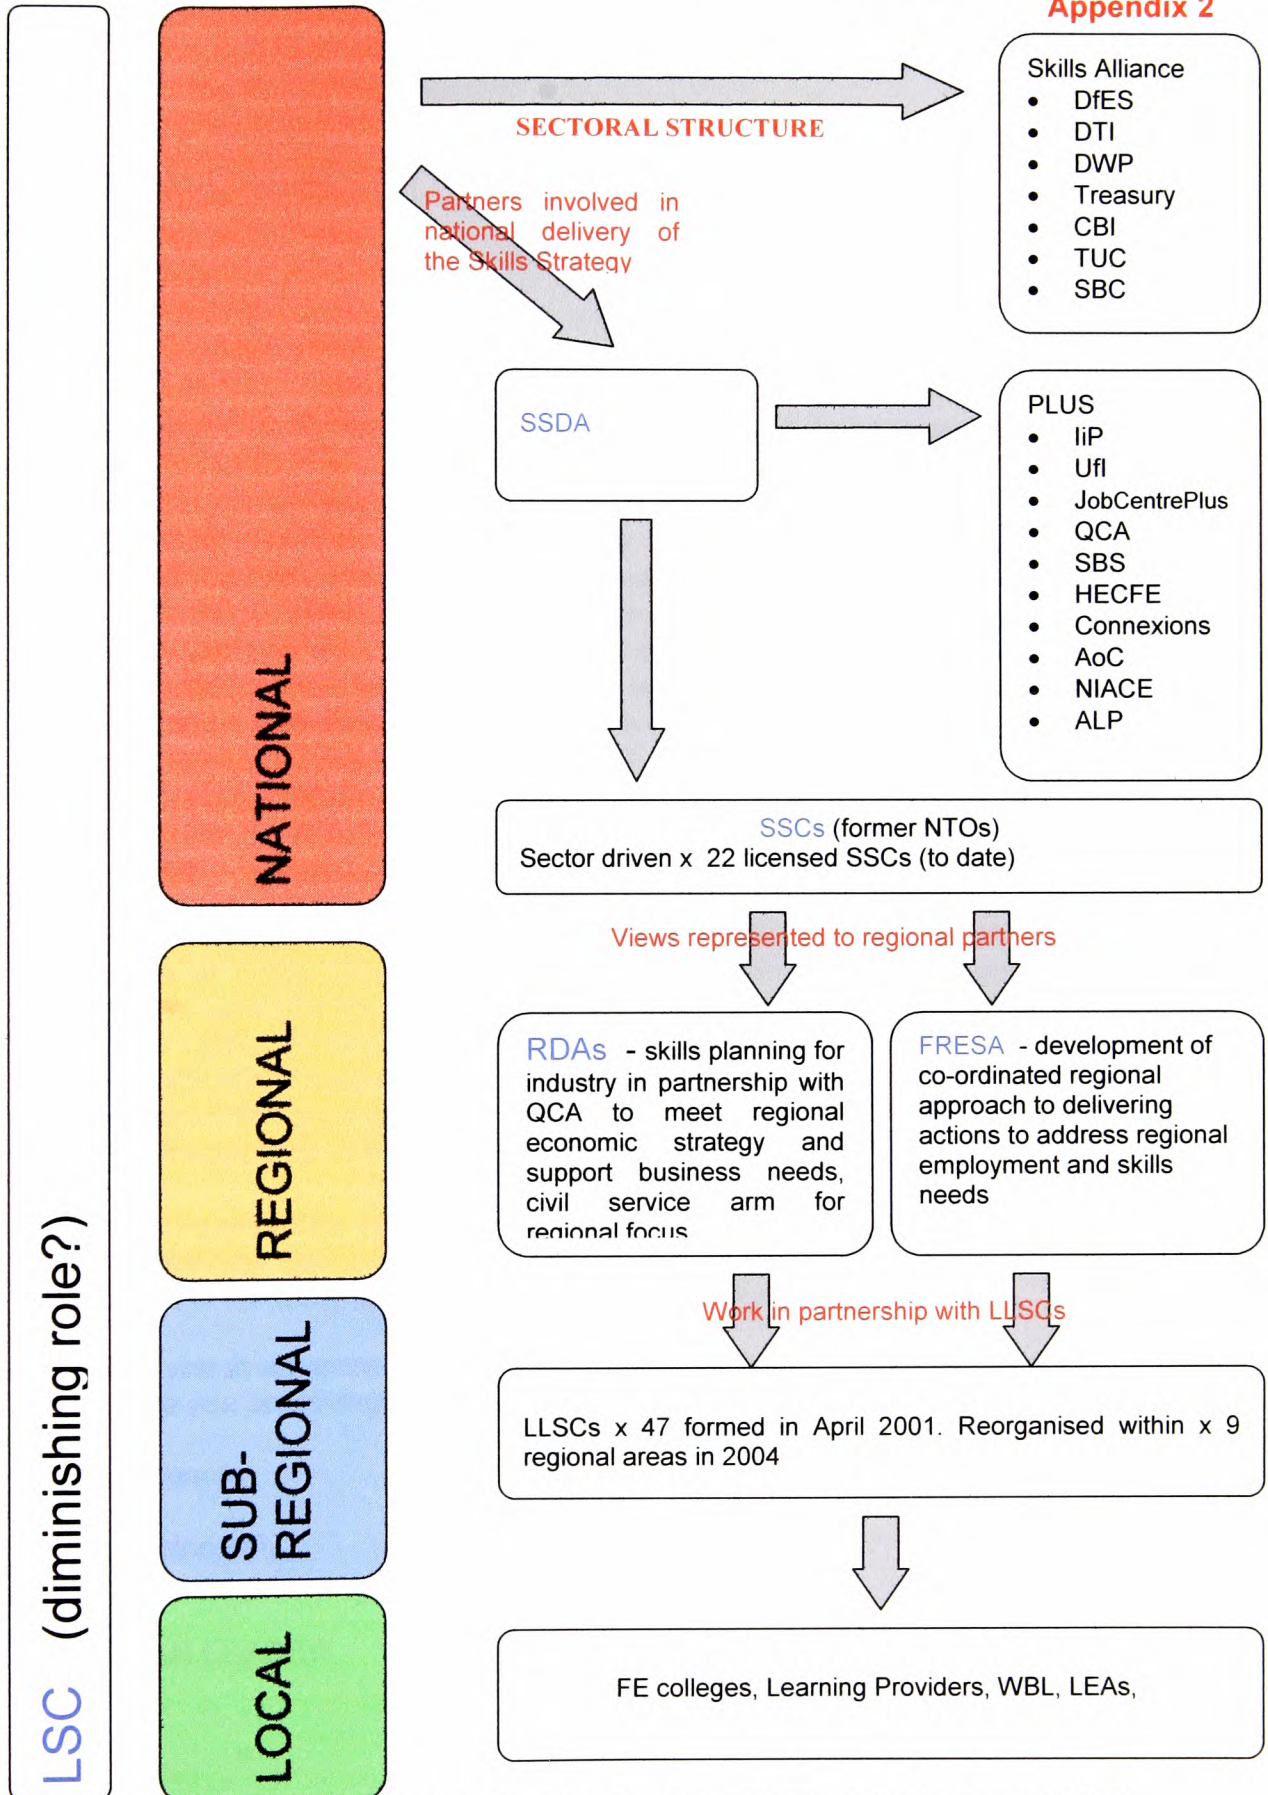 Appendix 2
Skills Alliance
• DfES
• DTI
• DWP
• Treasury
• CBI
• TUC
• SBC
SECTORAL STRUCTURE
Partners involved in
national delivery of
the Skills Strategy
SSDA
PLUS
• IiP
• UfI
• JobCentrePlus
• QCA
• SBS
• HECFE
• Connexions
• AoC
• NIACE
• ALP
NATIONAL
SSCs (former NTOs)
Sector driven x 22 licensed SSCs (to date)
Views represented to regional partners
REGIONAL
RDAs - skills planning for
industry in partnership with
QCA to meet regional
economic strategy and
support business needs,
civil service arm for
regional focus
FRESA - development of
co-ordinated regional
approach to delivering
actions to address regional
employment and skills
needs
Work in partnership with LLSCs
SUB-
REGIONAL
LLSCs x 47 formed in April 2001. Reorganised within x 9
regional areas in 2004
LOCAL
FE colleges, Learning Providers, WBL, LEAs,
LSC (diminishing role?)